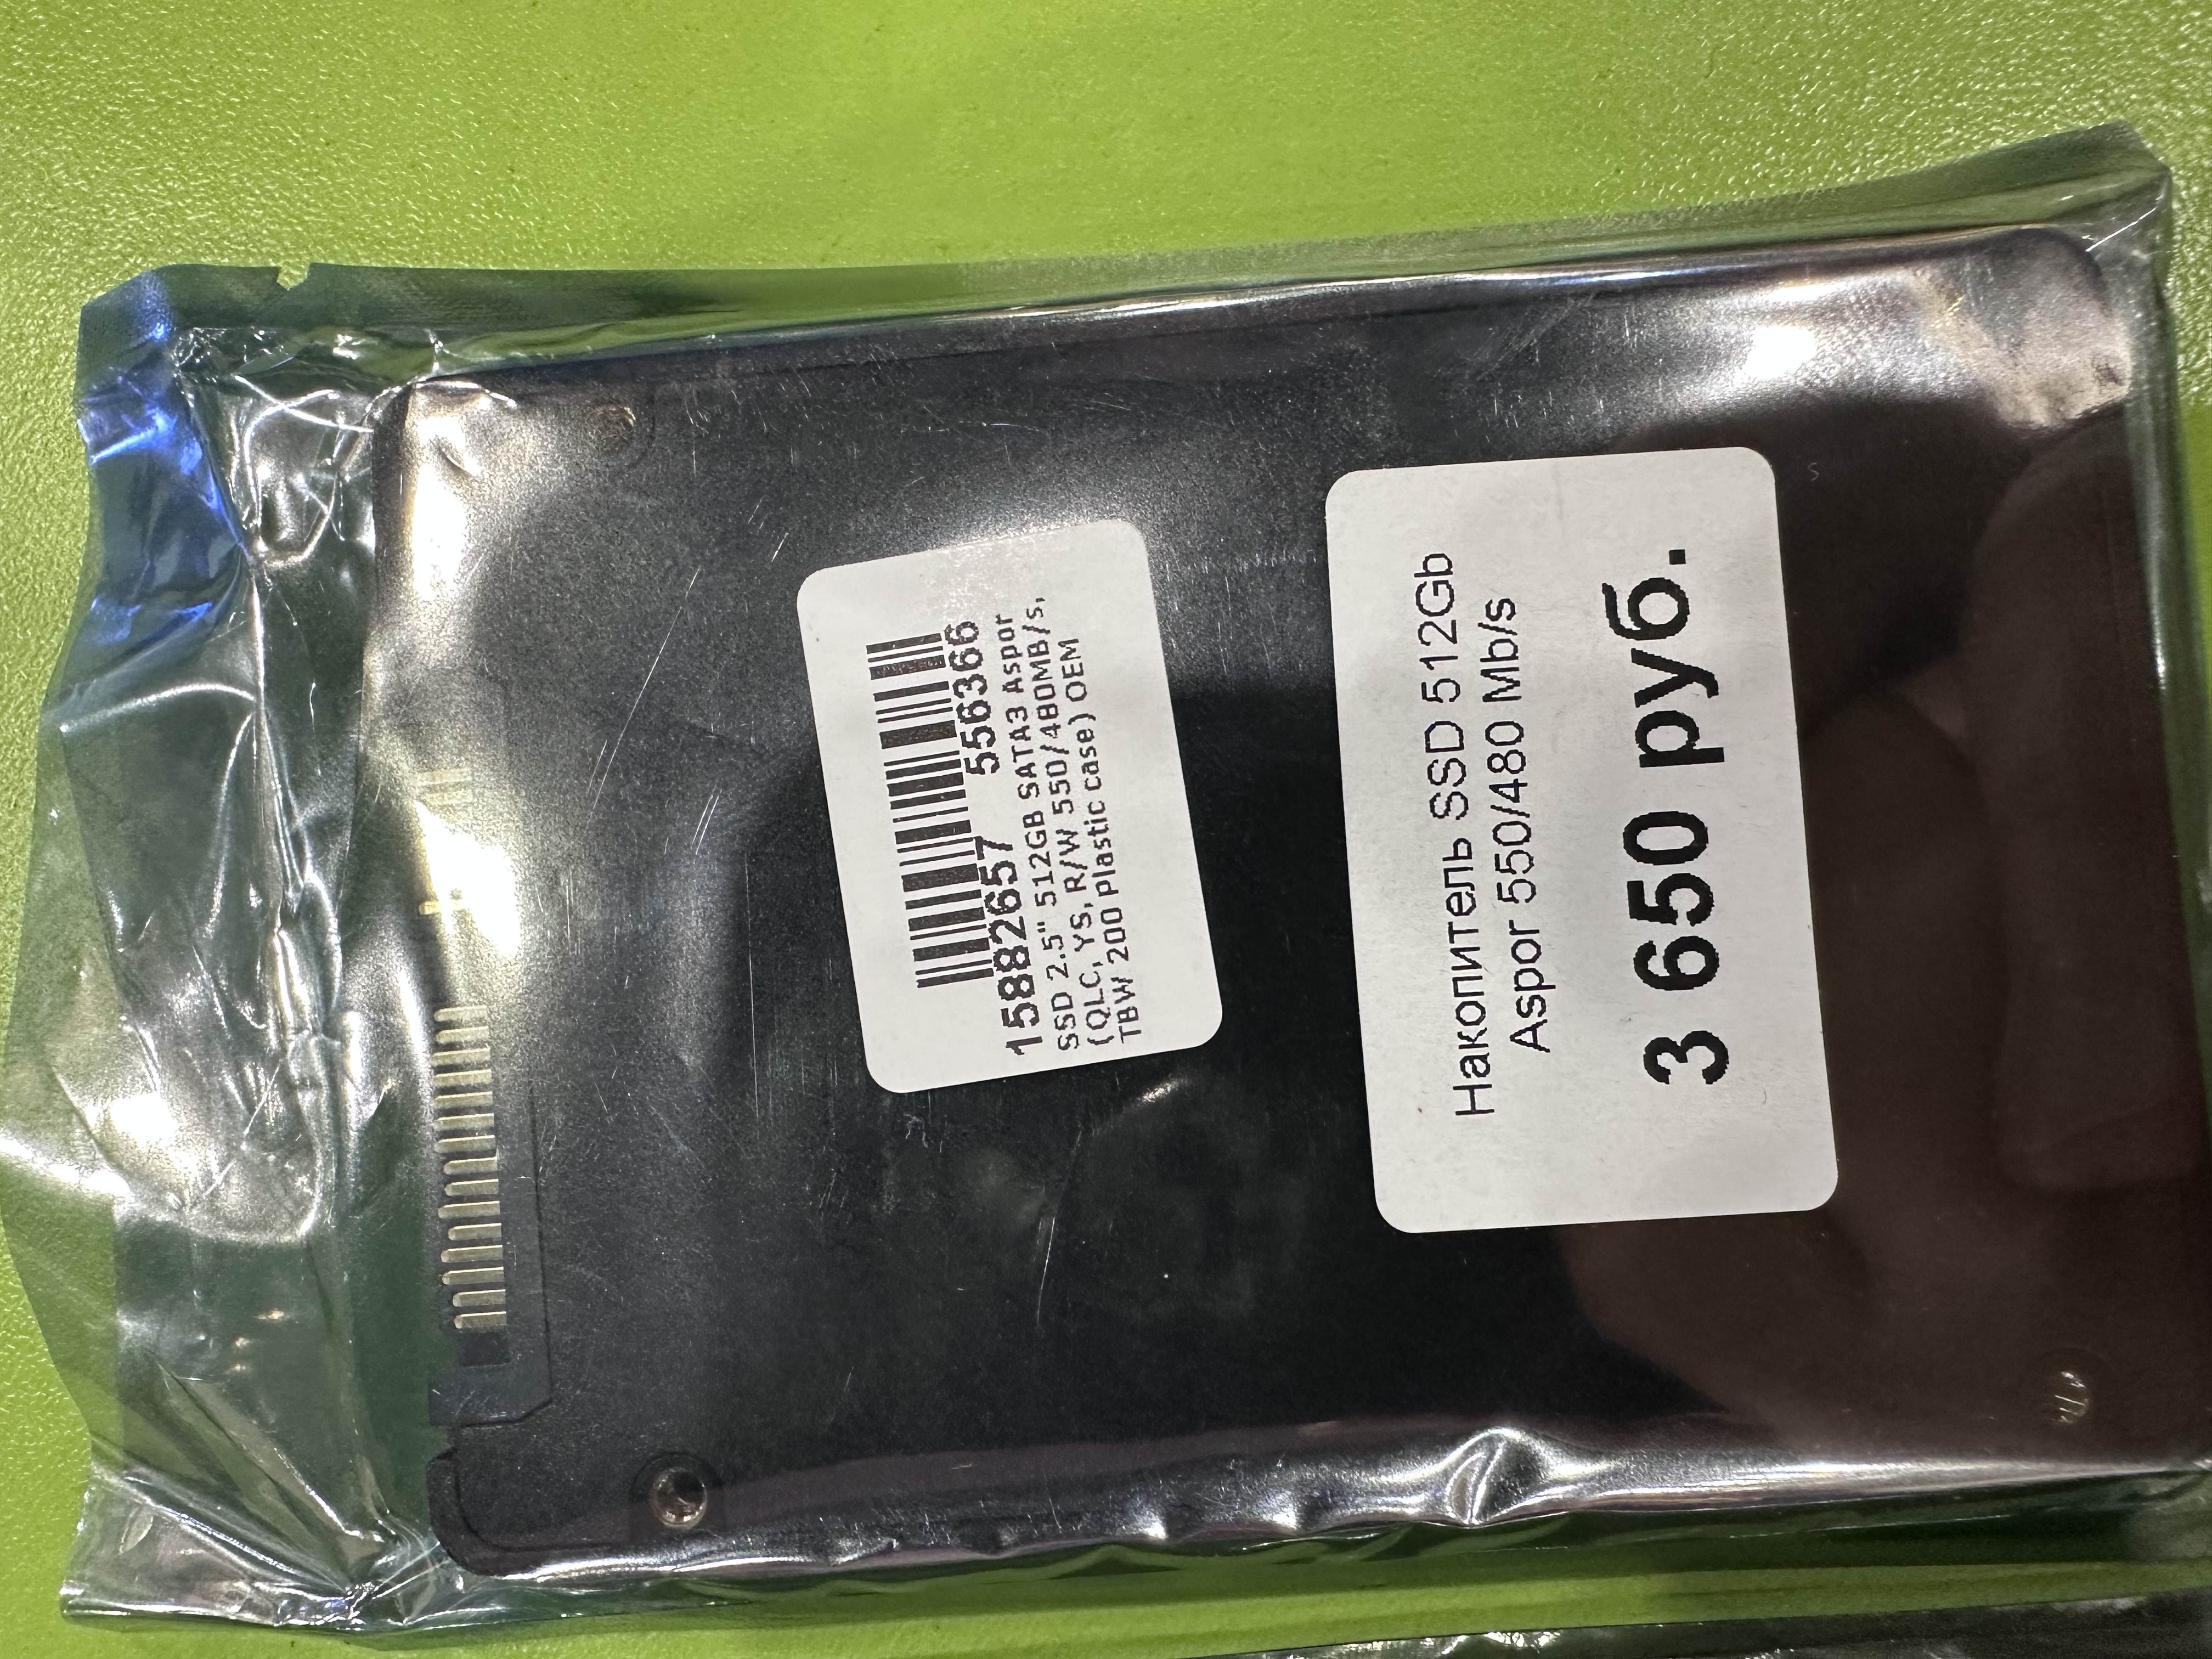 15882657 556366
SSD 2.5" 512GB SATA3 Aspor
(QLC, YS, R/W 550/480MB/s,
TBW 200 Plastic case) OEM
Накопитель SSD 512Gb
Aspor 550/480 Mb/s
3 650 руб.